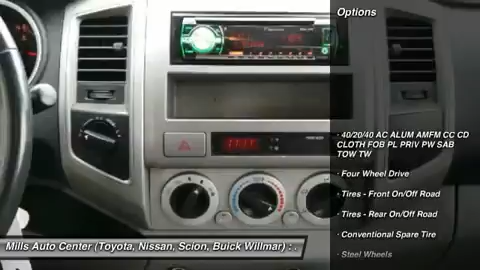 Options
· 40/20/40 AC ALUM AMFM CC CD
CLOTH FOB PL PRIV PW SAB
TOW TW
· Four Wheel Drive
· Tires - Front On/Off Road
· Tires - Rear On/Off Road
· Conventional Spare Tire
· Steel Wheels
Mills Auto Center (Toyota, Nissan, Scion, Buick Willmar) : .